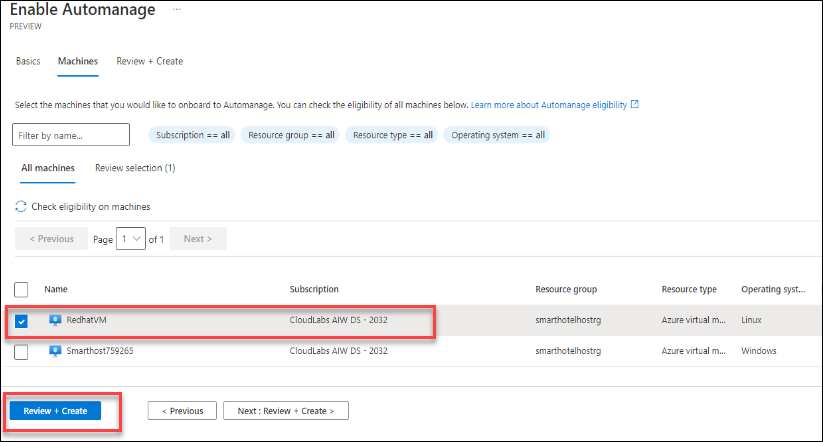 Enable Automanage ...
PREVIEW
Basics Machines Review + Create
Select the machines that you would like to onboard to Automanage. You can check the eligibility of all machines below. Learn more about Automanage eligibility
Filter by name... Subscription == all Resource group == all Resource type == all Operating system == all
All machines Review selection (1)
Check eligibility on machines
< Previous Page 1 of 1 Next >
Name Subscription Resource group Resource type Operating syst...
RedhatVM CloudLabs AIW DS - 2032 smarthotelhostrg Azure virtual m... Linux
Smarthost759265 CloudLabs AIW DS - 2032 smarthotelhostrg Azure virtual m... Windows
Review + Create < Previous Next : Review + Create >